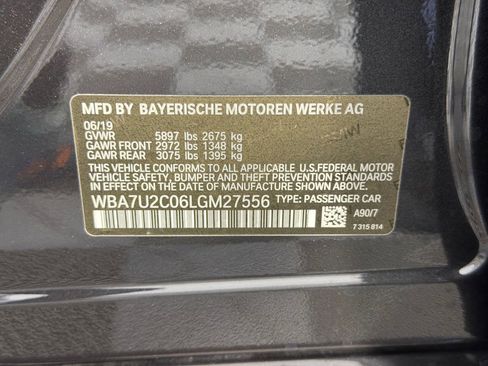 MFD BY BAYERISCHE MOTOREN WERKE AG
06/19
GVWR 5897 lbs 2675 kg
GAWR FRONT 2972 lbs 1348 kg
GAWR REAR 3075 lbs 1395 kg
THIS VEHICLE CONFORMS TO ALL APPLICABLE U.S.FEDERAL MOTOR
VEHICLE SAFETY, BUMPER, AND THEFT PREVENTION STANDARDS
IN EFFECT ON THE DATE OF MANUFACTURE SHOWN ABOVE.
WBA7U2C06LGM27556 TYPE: PASSENGER CAR
A90/7
7 315 814